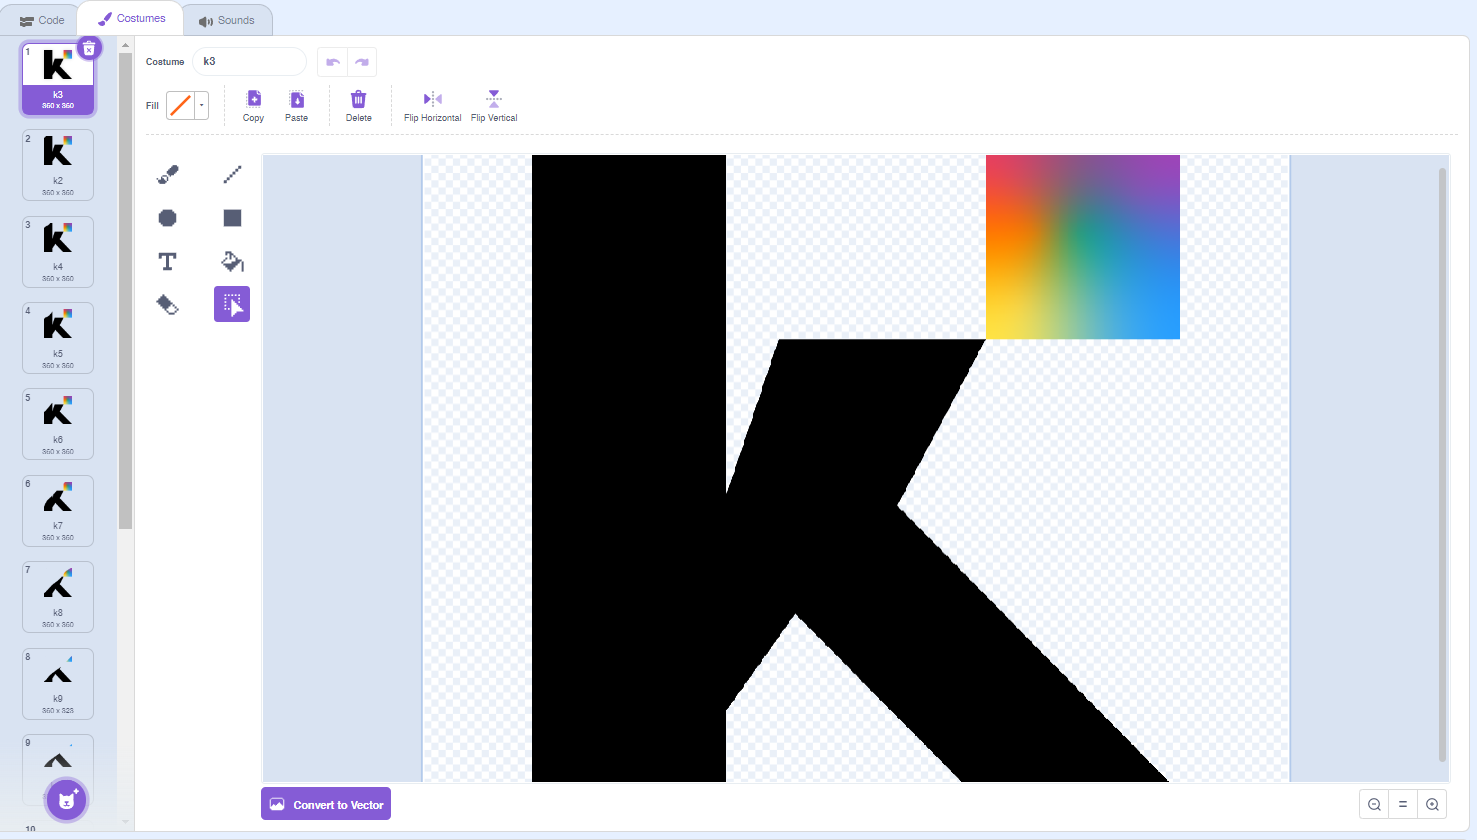 Code
Costumes
Sounds
1
k3
360 x 360
2
k2
360 x 360
3
k4
360 x 360
4
k5
360 x 360
5
k6
360 x 360
6
k7
360 x 360
7
k8
360 x 360
8
k9
360 x 323
9
10
Costume
k3
Fill
Copy
Paste
Delete
Flip Horizontal
Flip Vertical
T
k
Convert to Vector
=